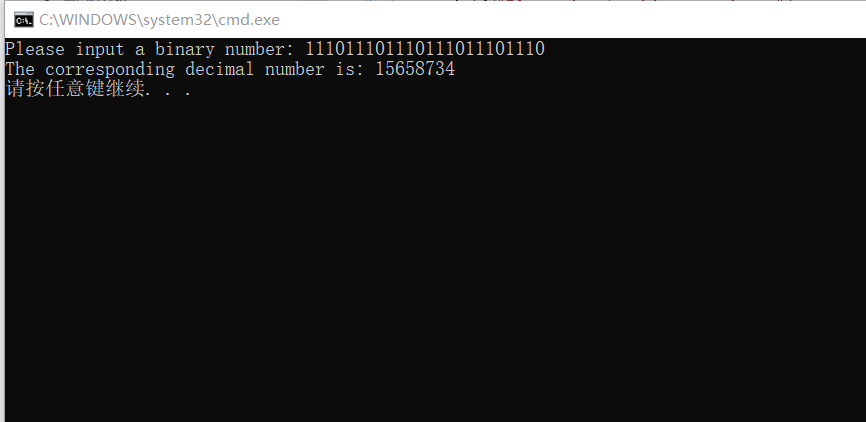 C:\WINDOWS\system32\cmd.exe
Please input a binary number: 111011101110111011101110
The corresponding decimal number is: 15658734
请按任意键继续. . .